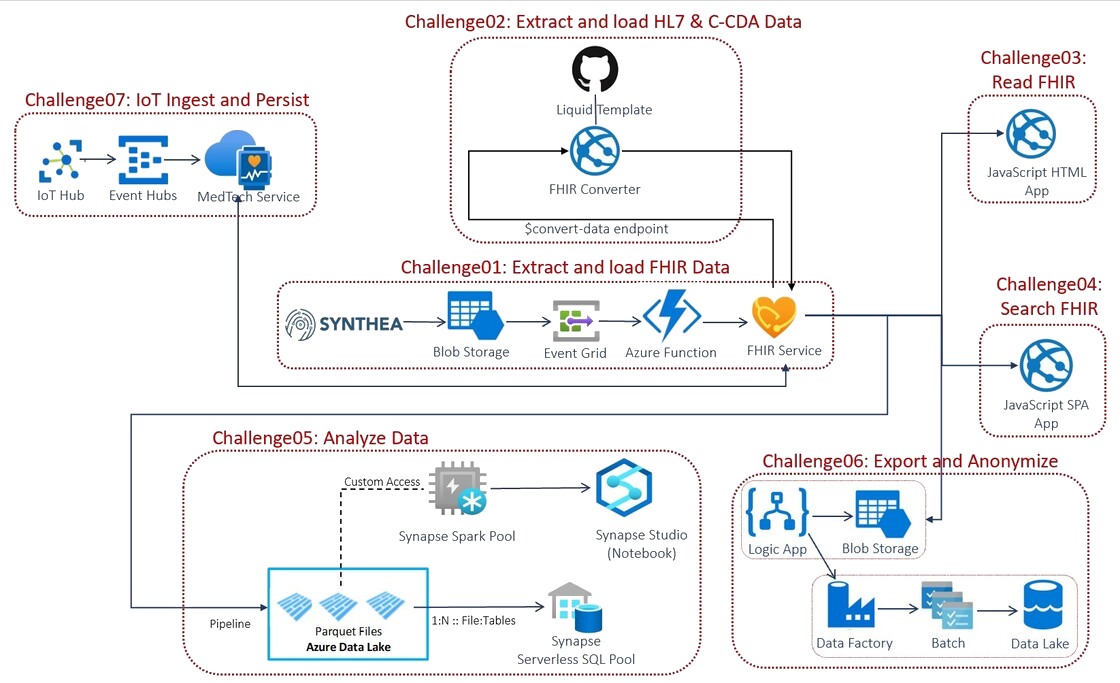 Challenge02: Extract and load HL7 & C-CDA Data
Liquid Template
FHIR Converter
$convert-data endpoint
Challenge03:
Read FHIR
JavaScript HTML
App
Challenge07: IoT Ingest and Persist
IoT Hub
Event Hubs
MedTech Service
Challenge01: Extract and load FHIR Data
SYNTHEA
Blob Storage
Event Grid
Azure Function
FHIR Service
Challenge04:
Search FHIR
JavaScript SPA
App
Challenge05: Analyze Data
Custom Access
Synapse Spark Pool
Synapse Studio
(Notebook)
Pipeline
Parquet Files
Azure Data Lake
1:N :: File:Tables
Synapse
Serverless SQL Pool
Challenge06: Export and Anonymize
Logic App
Blob Storage
Data Factory
Batch
Data Lake